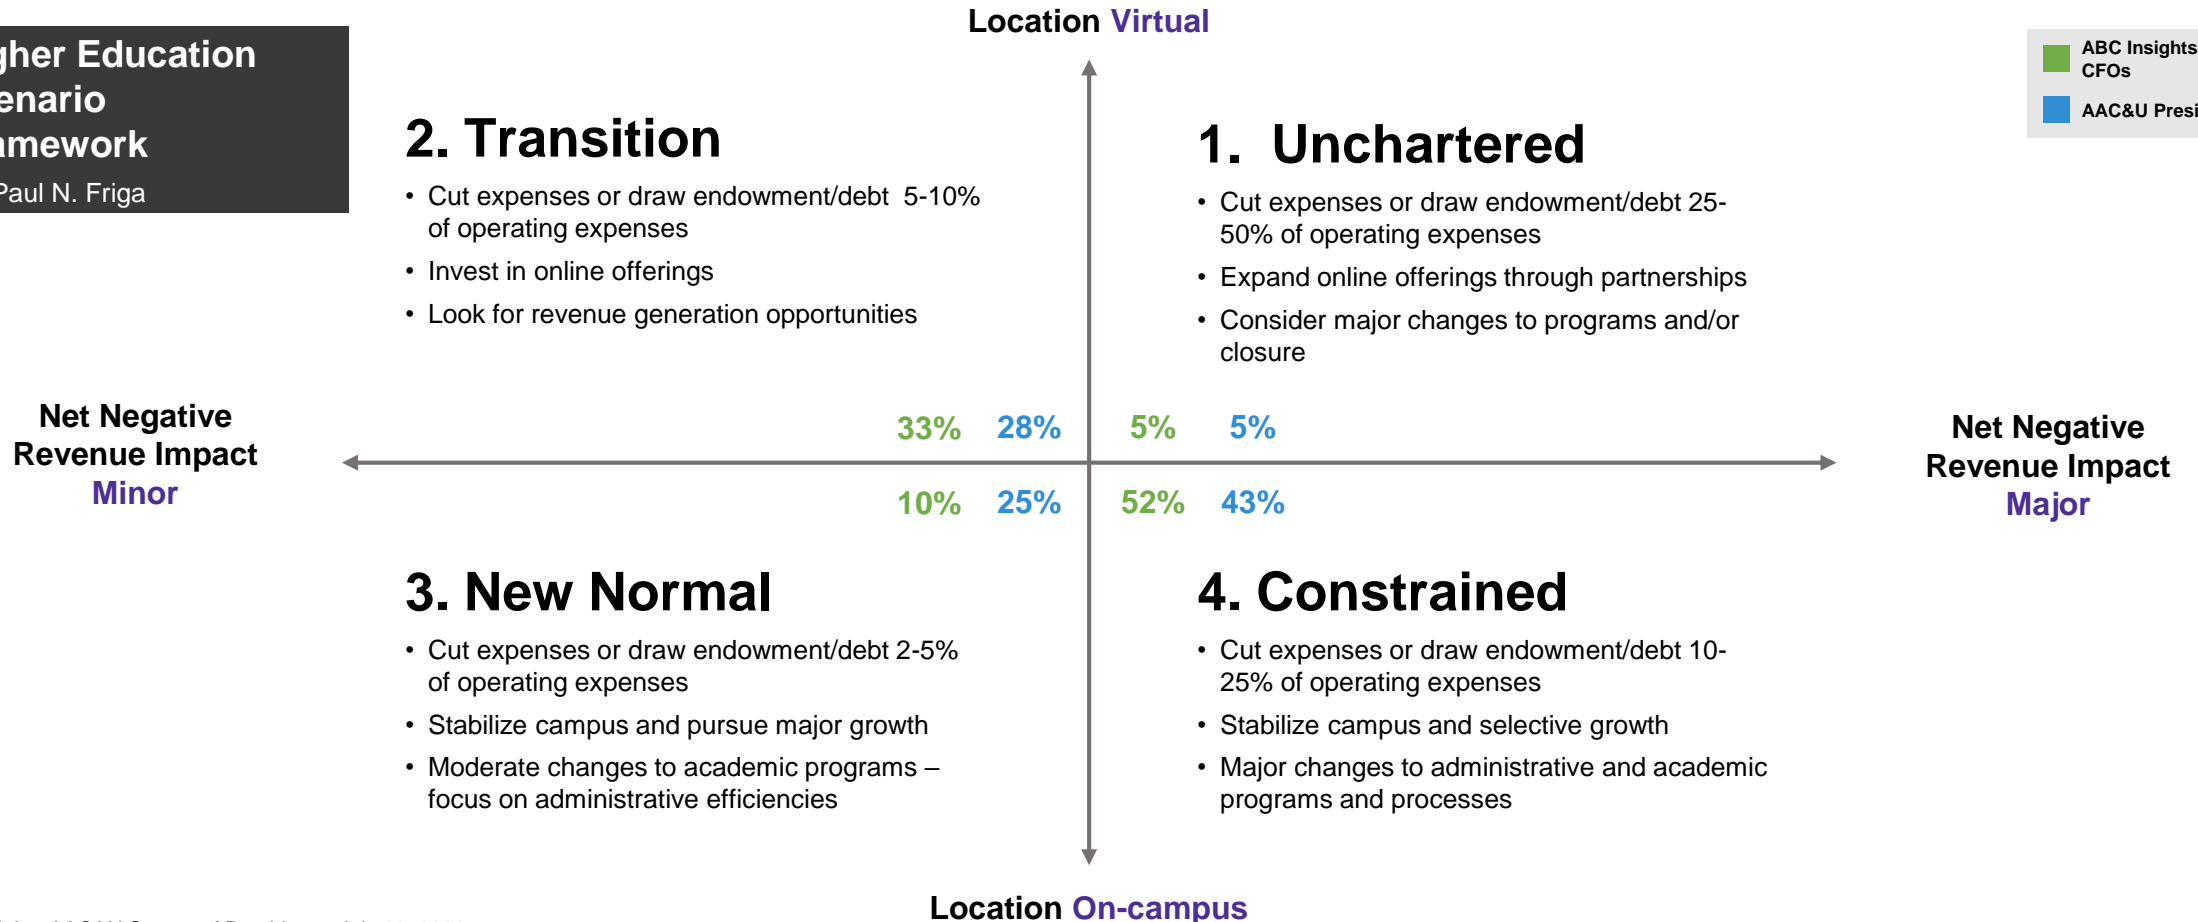 Location Virtual
gher Education
enario
amework
Paul N. Friga
ABC Insights
CFOs
AAC&U Presi
2. Transition
• Cut expenses or draw endowment/debt 5-10%
of operating expenses
• Invest in online offerings
• Look for revenue generation opportunities
1. Unchartered
• Cut expenses or draw endowment/debt 25-
50% of operating expenses
• Expand online offerings through partnerships
• Consider major changes to programs and/or
closure
Net Negative
Revenue Impact
Minor
33% 28% 5% 5%
10% 25% 52% 43%
Net Negative
Revenue Impact
Major
3. New Normal
• Cut expenses or draw endowment/debt 2-5%
of operating expenses
• Stabilize campus and pursue major growth
• Moderate changes to academic programs –
focus on administrative efficiencies
4. Constrained
• Cut expenses or draw endowment/debt 10-
25% of operating expenses
• Stabilize campus and selective growth
• Major changes to administrative and academic
programs and processes
Location On-campus